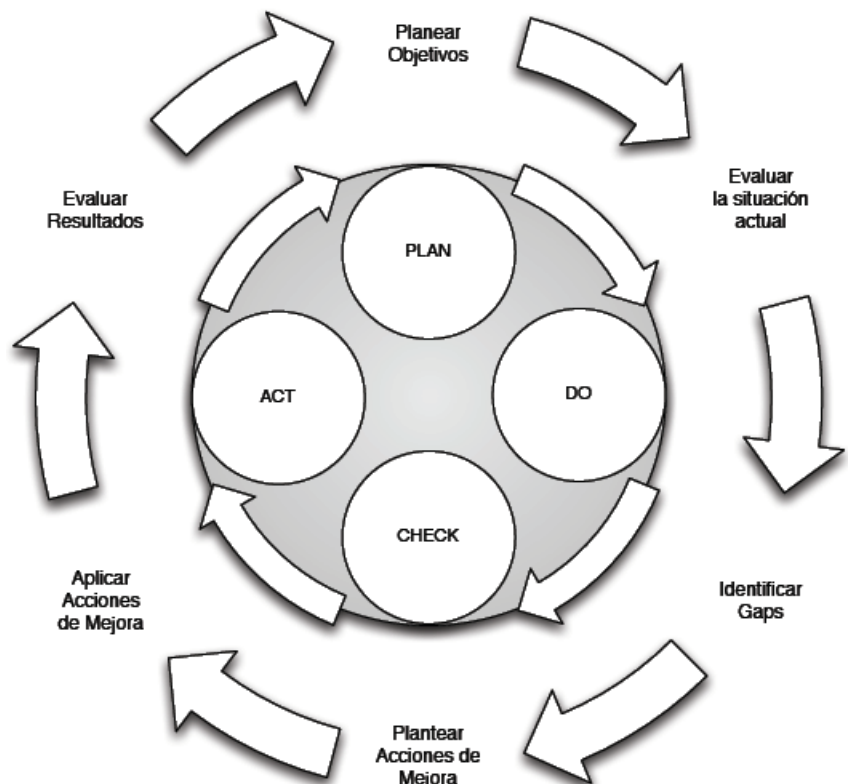 Planear
Objetivos
Evaluar
la situación
actual
Identificar
Gaps
Plantear
Acciones de
Mejora
Aplicar
Acciones
de Mejora
Evaluar
Resultados
PLAN
DO
CHECK
ACT